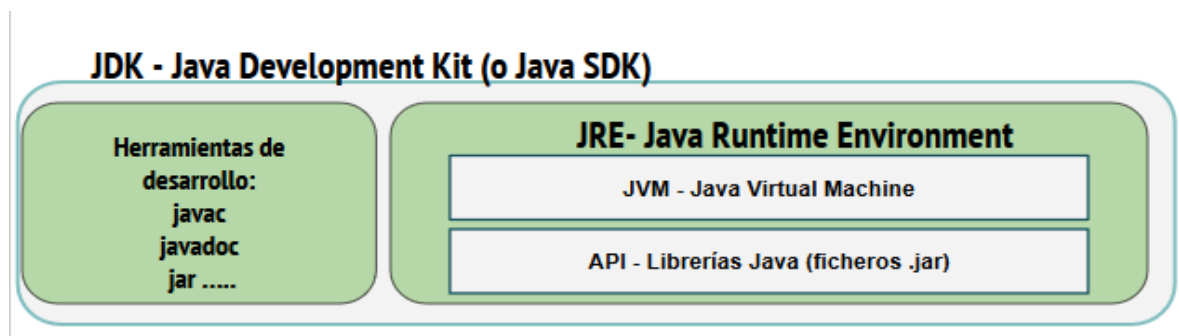 JDK - Java Development Kit (o Java SDK)
Herramientas de
desarrollo:
javac
javadoc
jar .....
JRE- Java Runtime Environment
JVM - Java Virtual Machine
API - Librerías Java (ficheros .jar)